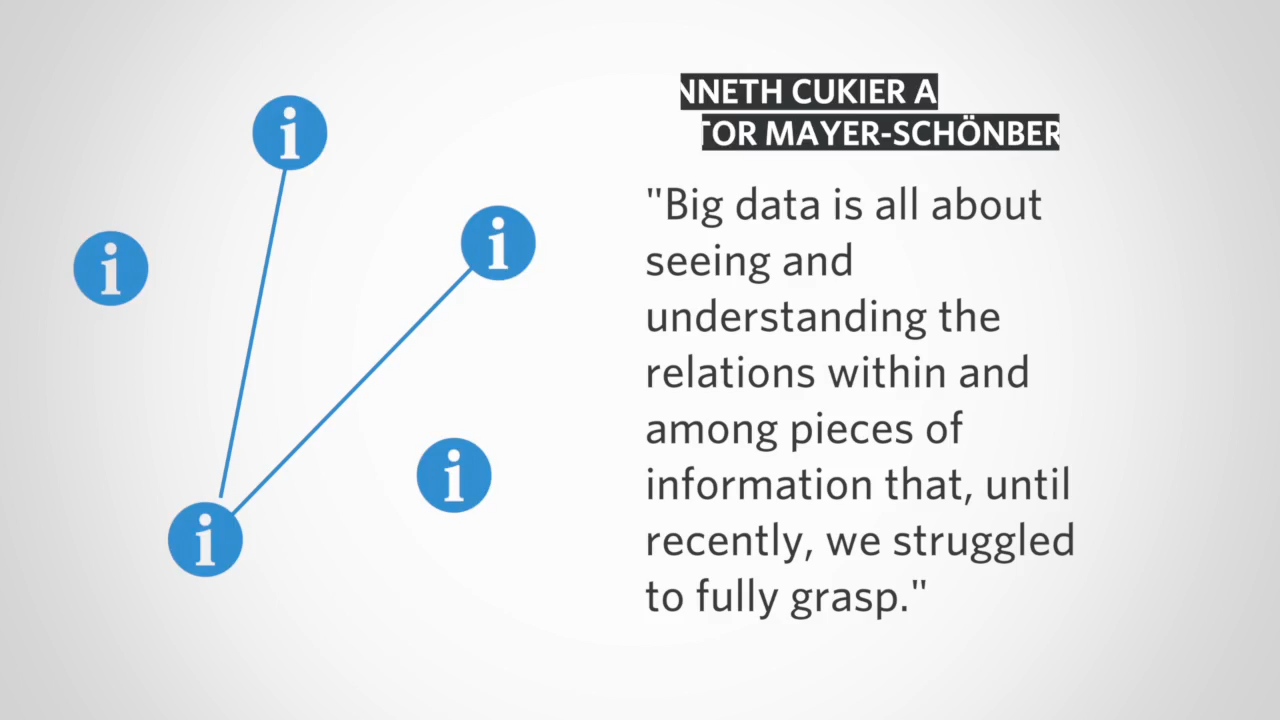 NNETH CUKIER A
TOR MAYER-SCHÖNBER
"Big data is all about
seeing and
understanding the
relations within and
among pieces of
information that, until
recently, we struggled
to fully grasp."
i
i
i
i
i